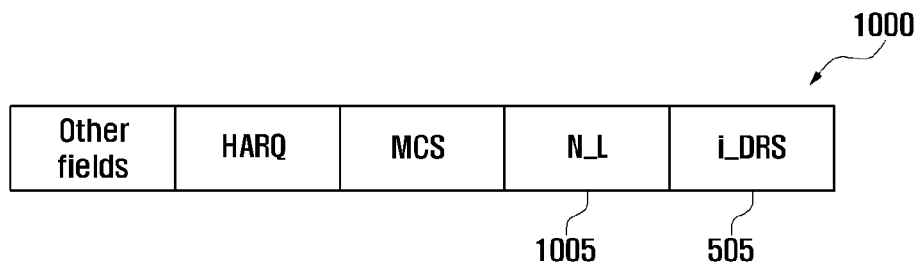 1000
Other
fields
HARQ
MCS
N_L
i_DRS
1005
505